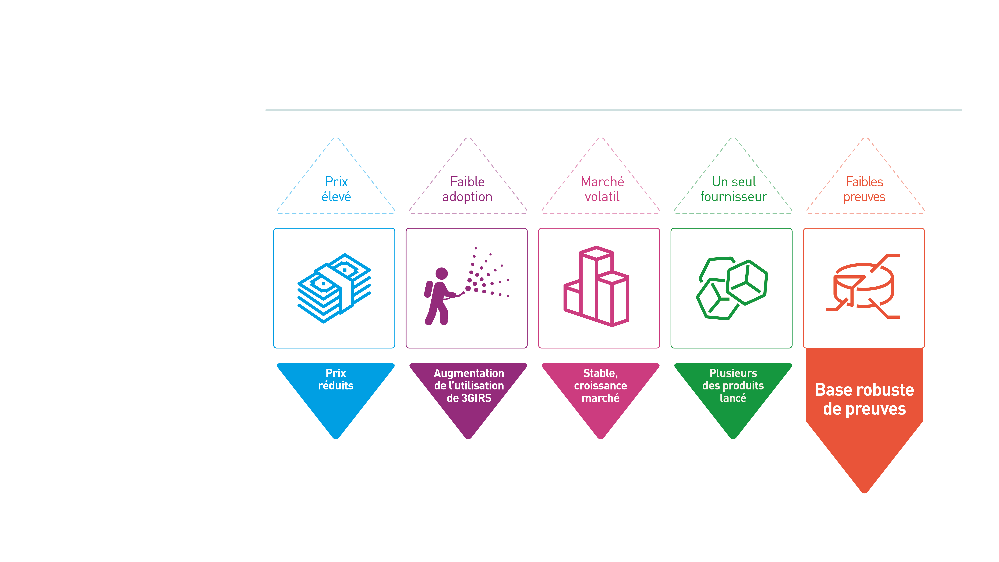 Prix
élevé
Faible
adoption
Marché
volatil
Un seul
fournisseur
Faibles
preuves
Prix
réduits
Augmentation
de l’utilisation
de 3GIRS
Stable,
croissance
marché
Plusieurs
des produits
lancé
Base robuste
de preuves